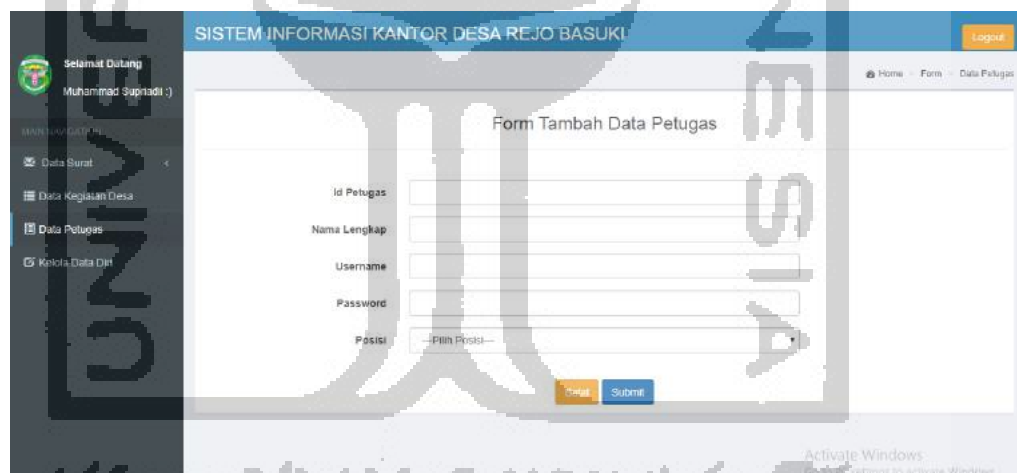 SISTEM INFORMASI KANTOR DESA REJO BASUKI
Logout
Selamat Datang
Muhammad Supriadi :)
Home Form Data Petugas
MAIN NAVIGATION
Data Surat
Data Kegiatan Desa
Data Petugas
Kelola Data Diri
Form Tambah Data Petugas
Id Petugas
Nama Lengkap
Username
Password
Posisi
---Pilih Posisi---
Batal
Submit
Activate Windows